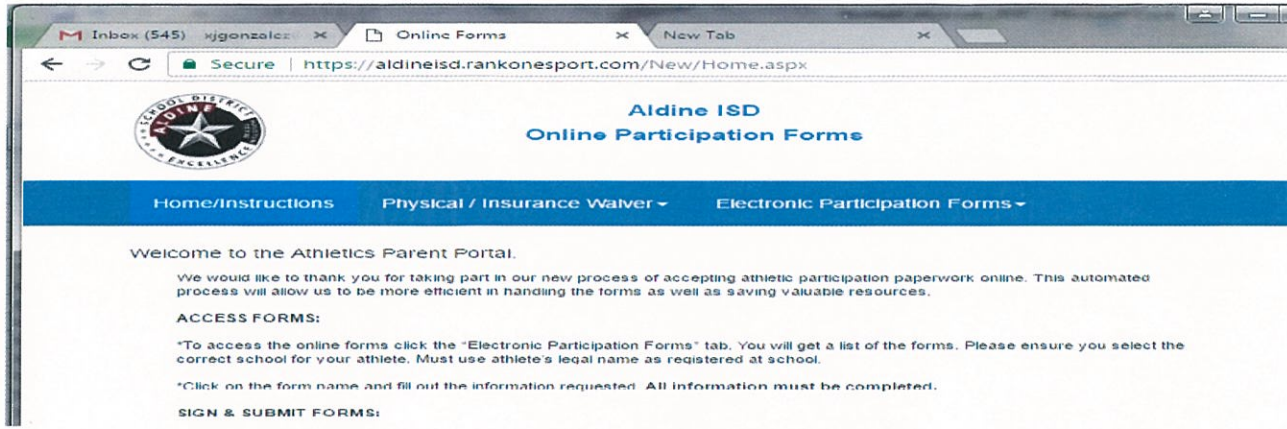 Inbox (545) xjgonzalez
Online Forms
New Tab
Secure | https://aldineisd.rankonesport.com/New/Home.aspx
SCHOOL DISTRICT
ALDINE
EXCELLENCE
Aldine ISD
Online Participation Forms
Home/Instructions
Physical / Insurance Waiver
Electronic Participation Forms
Welcome to the Athletics Parent Portal.
We would like to thank you for taking part in our new process of accepting athletic participation paperwork online. This automated
process will allow us to be more efficient in handling the forms as well as saving valuable resources.
ACCESS FORMS:
*To access the online forms click the "Electronic Participation Forms" tab. You will get a list of the forms. Please ensure you select the
correct school for your athlete. Must use athlete's legal name as registered at school.
*Click on the form name and fill out the information requested. All information must be completed.
SIGN & SUBMIT FORMS: